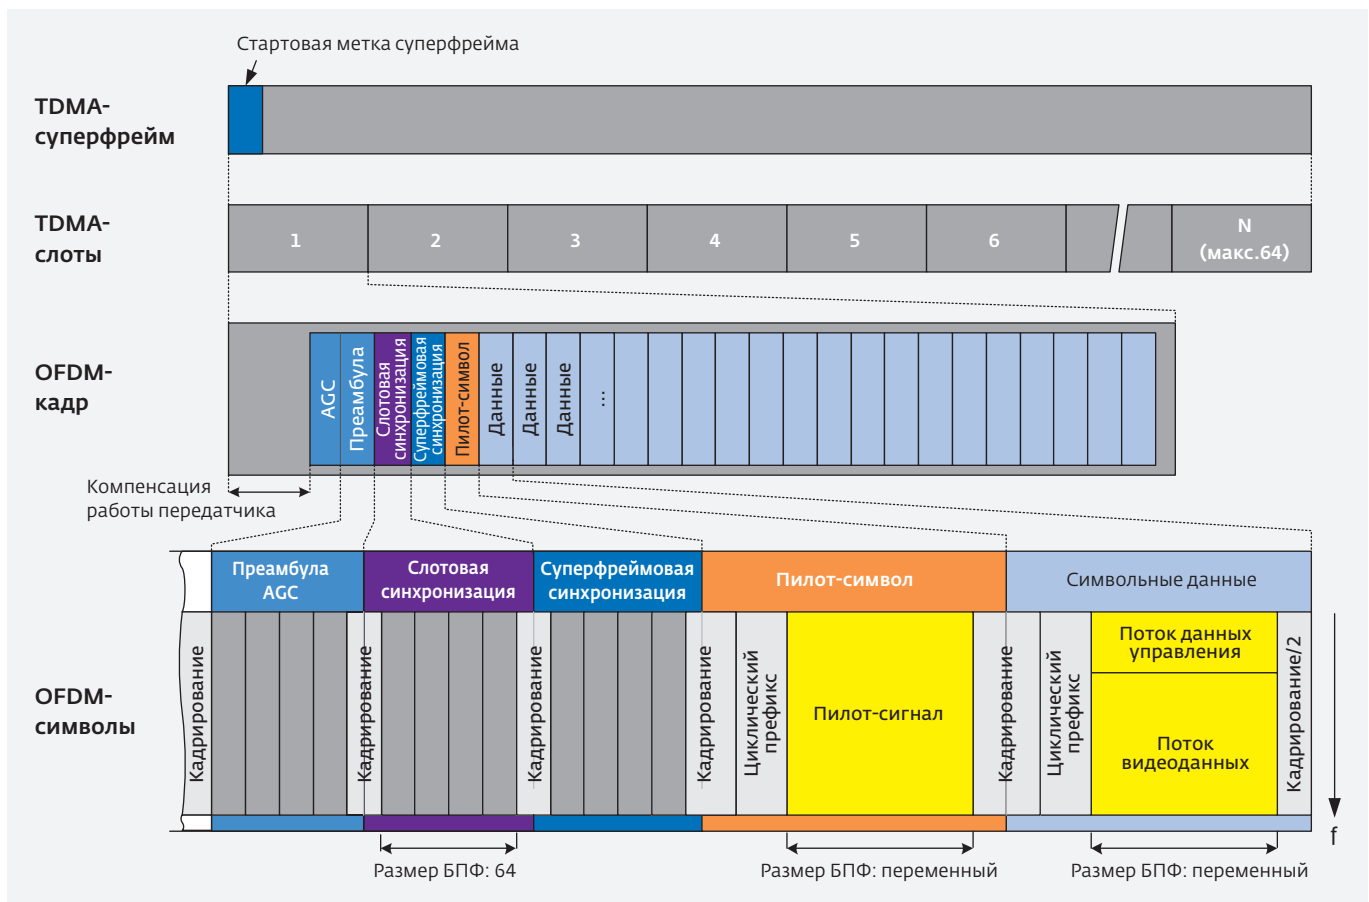 Стартовая метка суперфрейма
TDMA-
суперфрейм
TDMA-
слоты
1
2
3
4
5
6
N
(макс.64)
OFDM-
кадр
AGC
Преамбула
Слотовая
синхронизация
Суперфреймовая
синхронизация
Пилот-символ
Данные
Данные
Данные
...
Компенсация
работы передатчика
Преамбула
AGC
Слотовая
синхронизация
Суперфреймовая
синхронизация
Пилот-символ
Символьные данные
OFDM-
символы
Кадрирование
Кадрирование
Кадрирование
Кадрирование
Циклический
префикс
Пилот-сигнал
Кадрирование
Циклический
префикс
Поток данных
управления
Поток
видеоданных
Кадрирование/2
f
Размер БПФ: 64
Размер БПФ: переменный
Размер БПФ: переменный